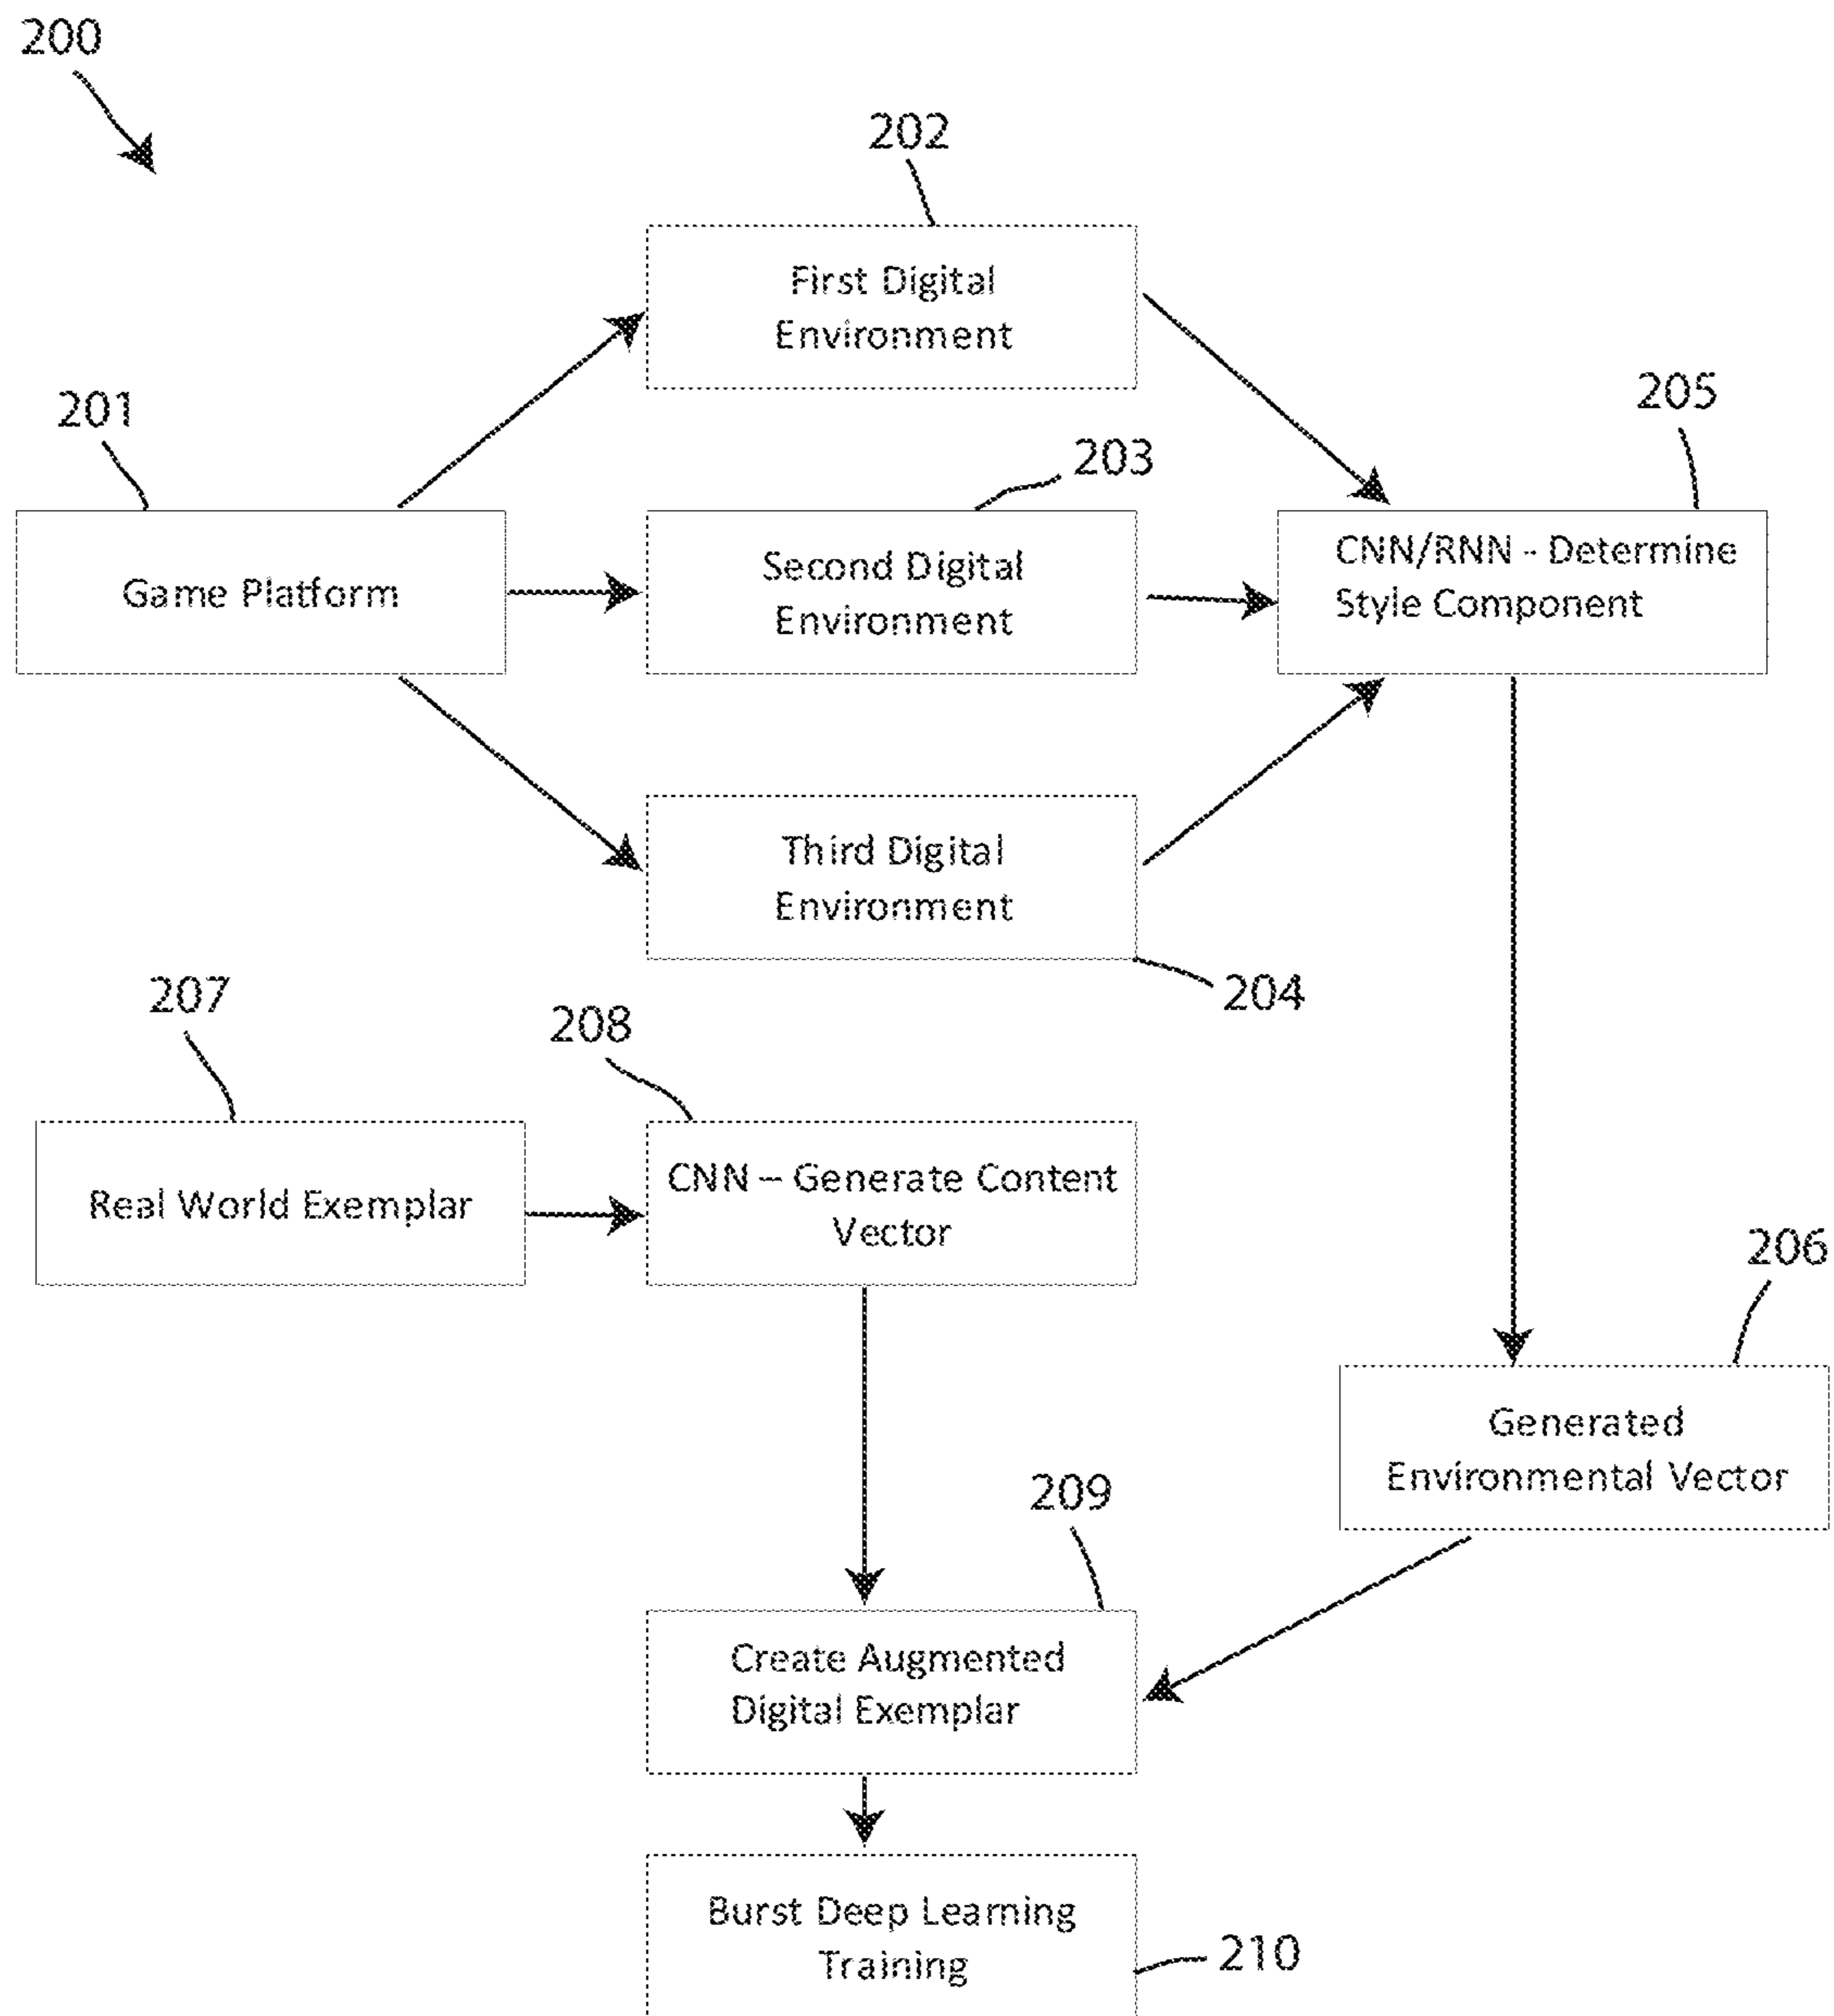 200
202
First Digital
Environment
201
205
203
Game Platform
Second Digital
Environment
CNN/RNN - Determine
Style Component
Third Digital
Environment
204
207
208
Real World Exemplar
CNN – Generate Content
Vector
206
Generated
Environmental Vector
209
Create Augmented
Digital Exemplar
Burst Deep Learning
Training
210